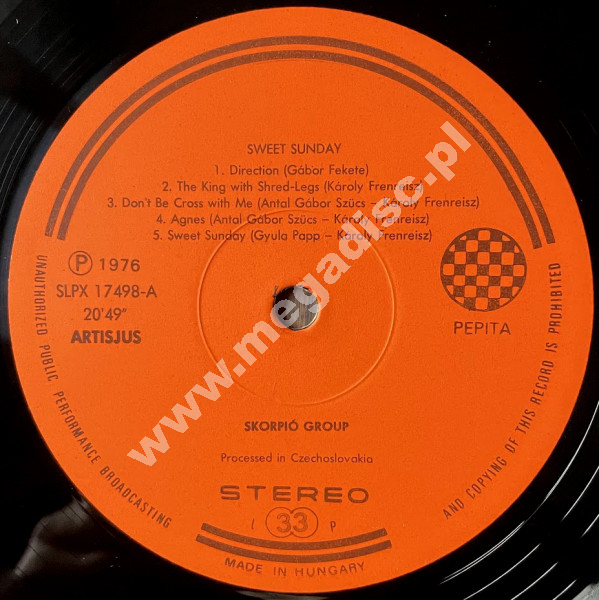 SWEET SUNDAY
1. Direction (Gábor Fekete)
2. The King with Shred-Legs (Károly Frenreisz)
3. Don't Be Cross with Me (Antal Gábor Szücs – Károly Frenreisz)
4. Agnes (Antal Gábor Szücs – Károly Frenreisz)
5. Sweet Sunday (Gyula Papp – Károly Frenreisz)
Ⓟ 1976
SLPX 17498-A
20'49"
ARTISJUS
PEPITA
SKORPIÓ GROUP
Processed in Czechoslovakia
STEREO
L 33 P
MADE IN HUNGARY
UNAUTHORIZED PUBLIC PERFORMANCE BROADCASTING
AND COPYING OF THIS RECORD IS PROHIBITED
www.megadisc.pl